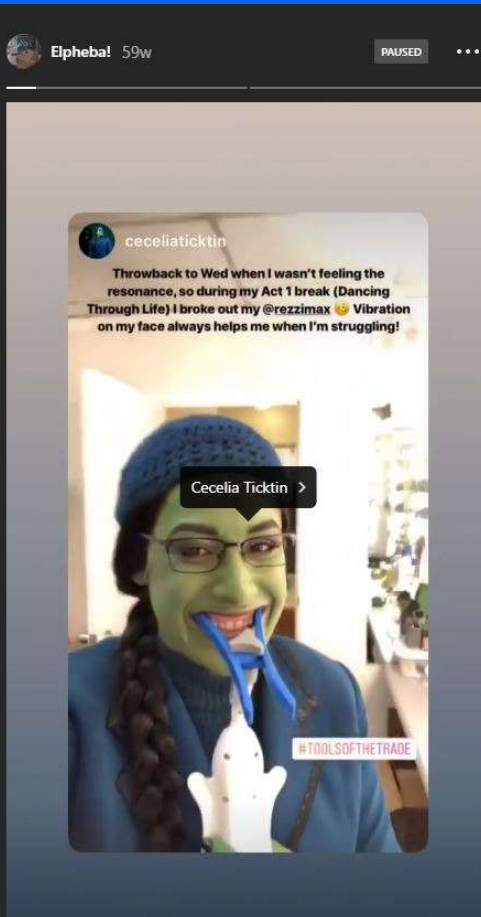 Elpheba! 59w
PAUSED
ceceliaticktin
Throwback to Wed when I wasn't feeling the
resonance, so during my Act 1 break (Dancing
Through Life) I broke out my @rezzimax 🤕 Vibration
on my face always helps me when I'm struggling!
Cecelia Ticktin >
#TOOLSOFTHETRADE